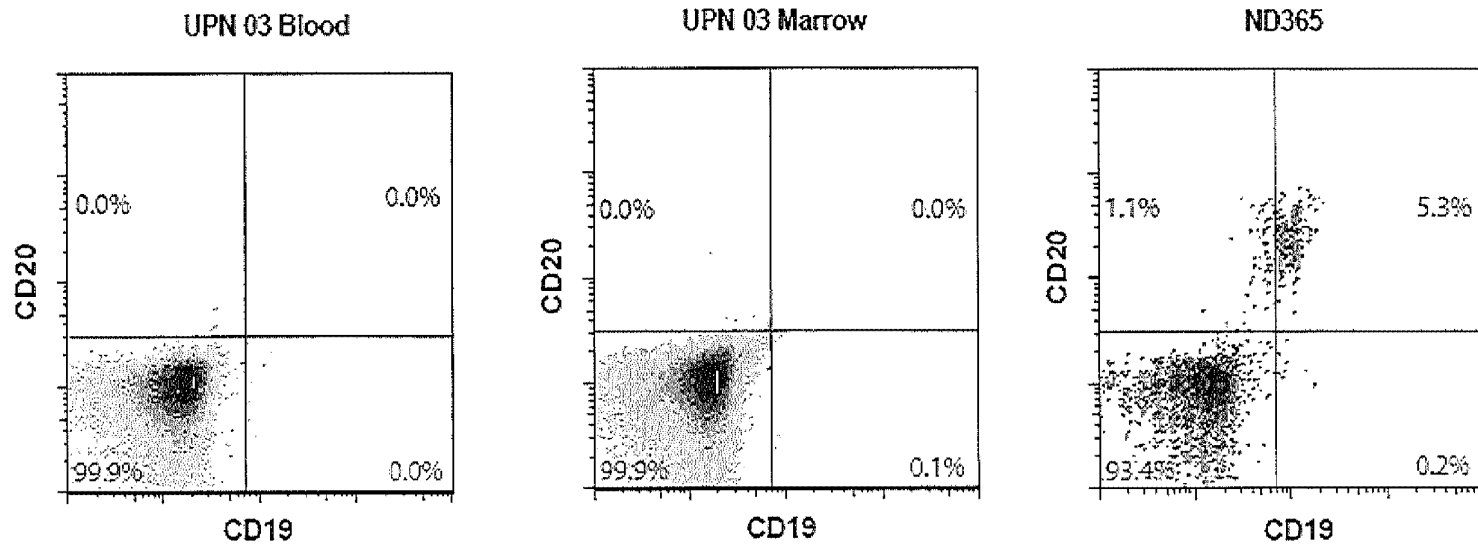 UPN 03 Blood
UPN 03 Marrow
ND365
0.0%
0.0%
99.9%
0.0%
CD20
CD19
0.0%
0.0%
99.9%
0.1%
CD20
CD19
1.1%
5.3%
93.4%
0.2%
CD20
CD19